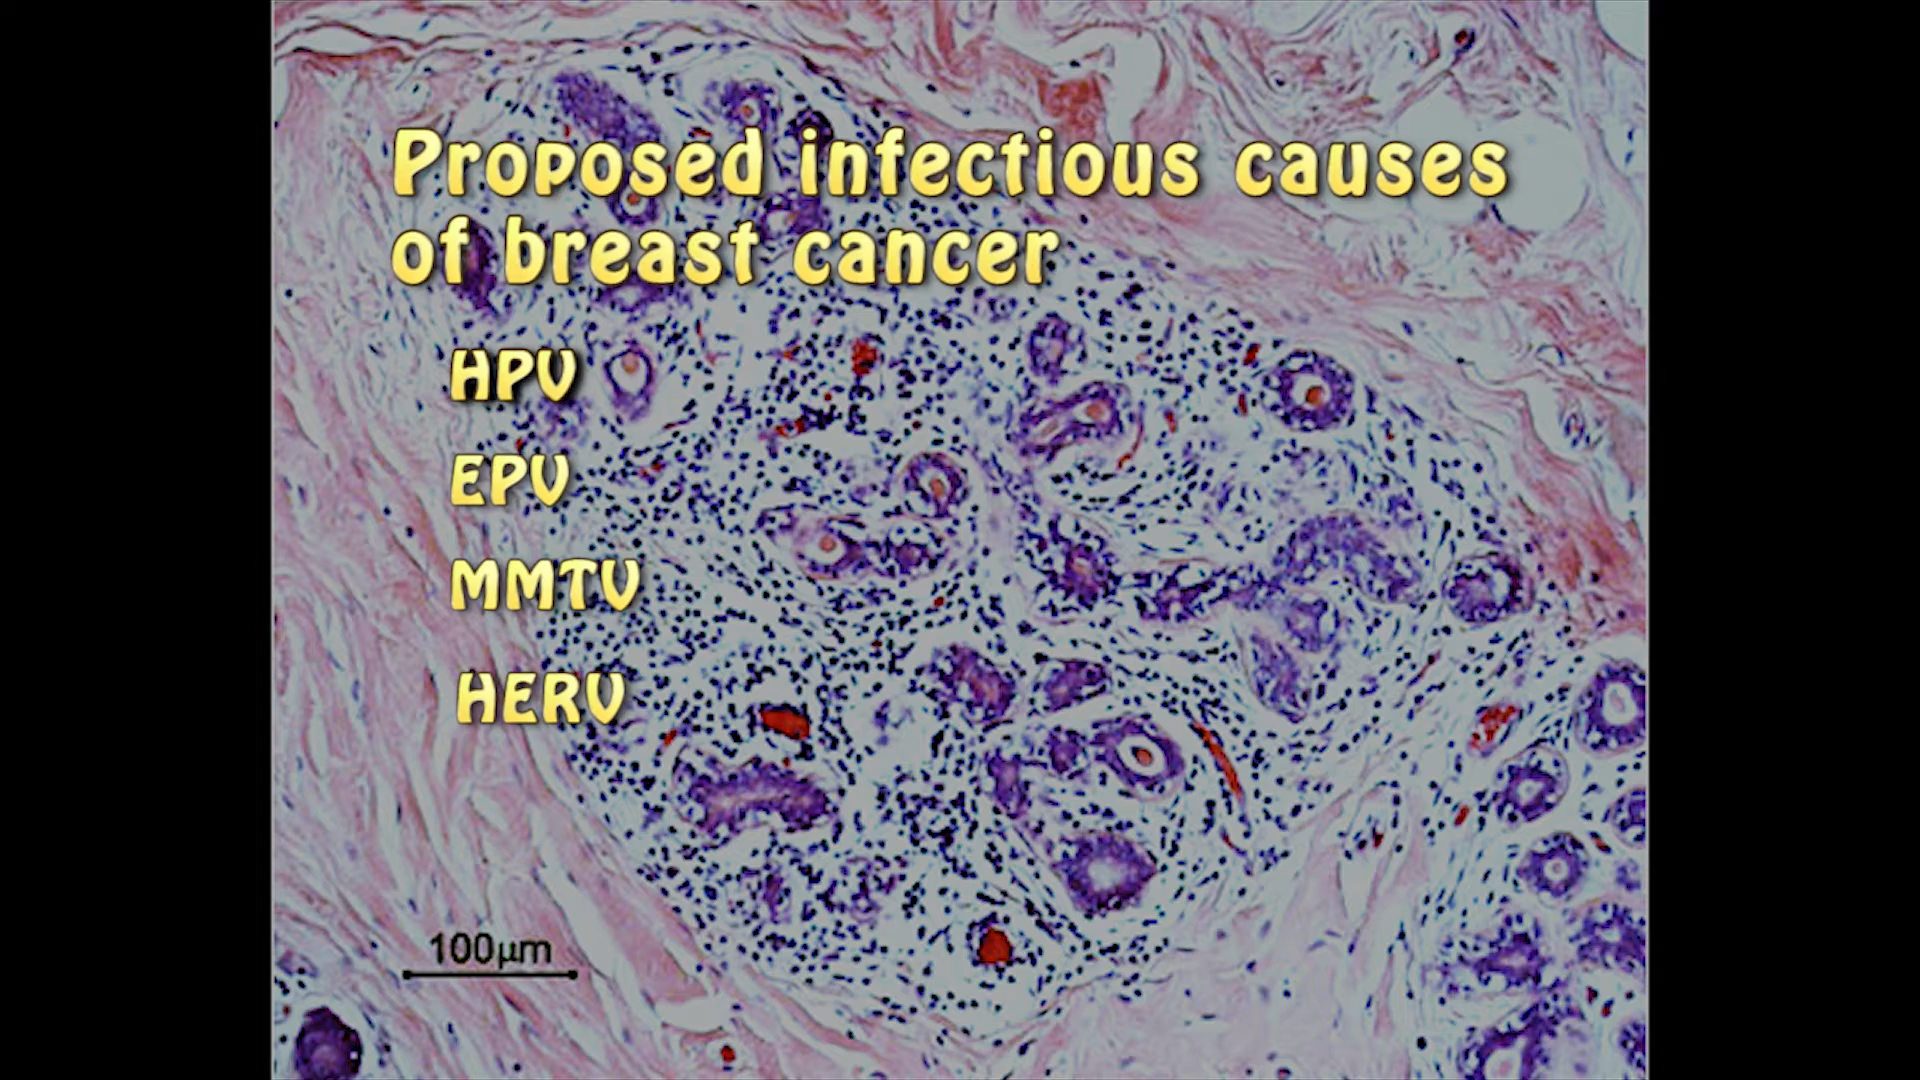 Proposed infectious causes
of breast cancer
HPV
EPV
MMTV
HERV
100µm